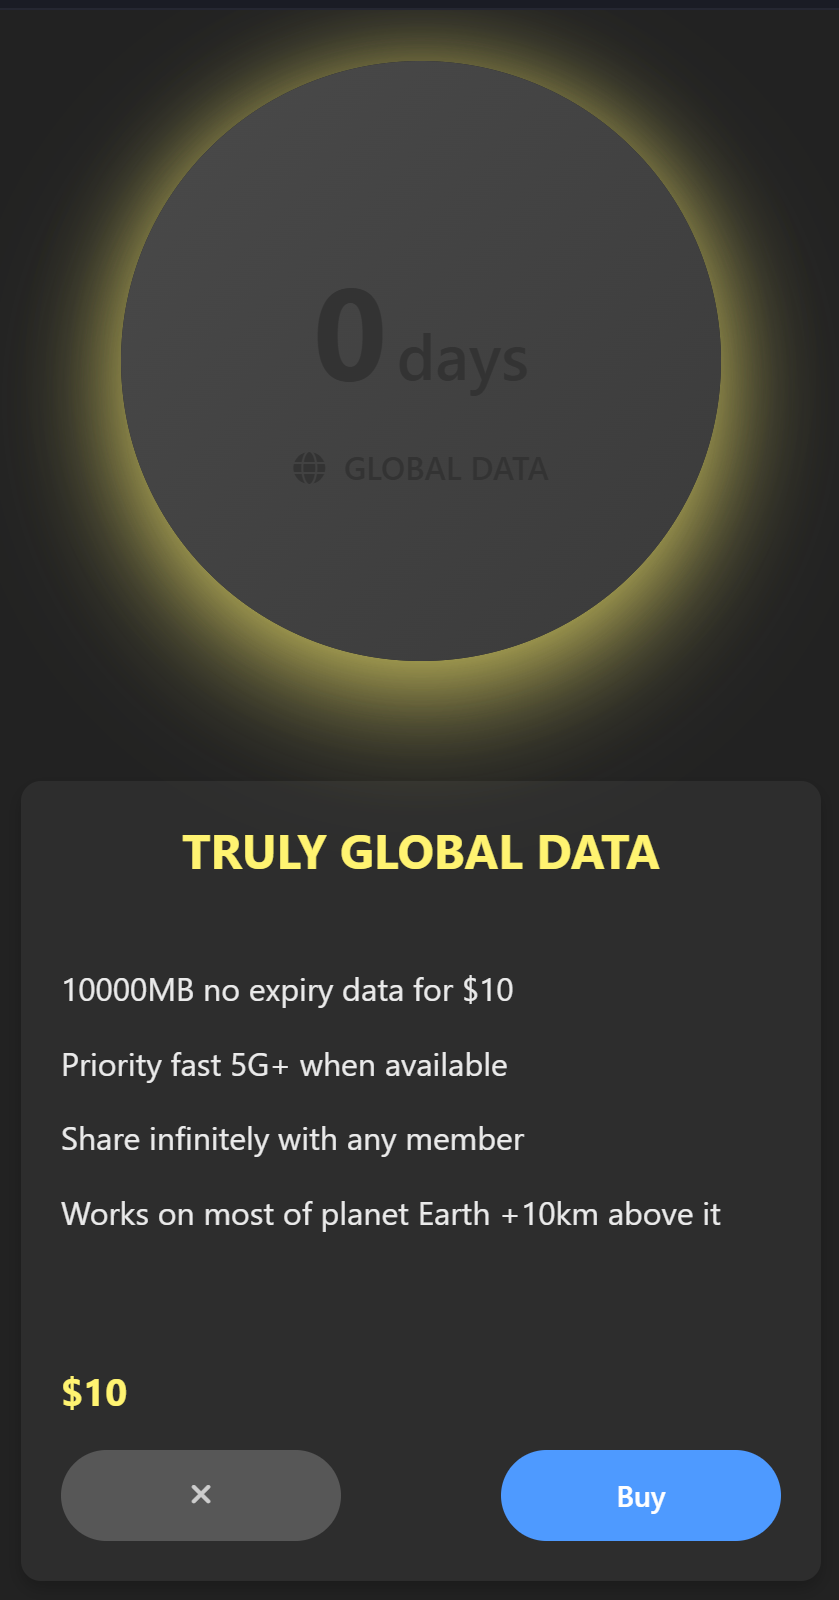 0 days
GLOBAL DATA
TRULY GLOBAL DATA
10000MB no expiry data for $10
Priority fast 5G+ when available
Share infinitely with any member
Works on most of planet Earth +10km above it
$10
× Buy